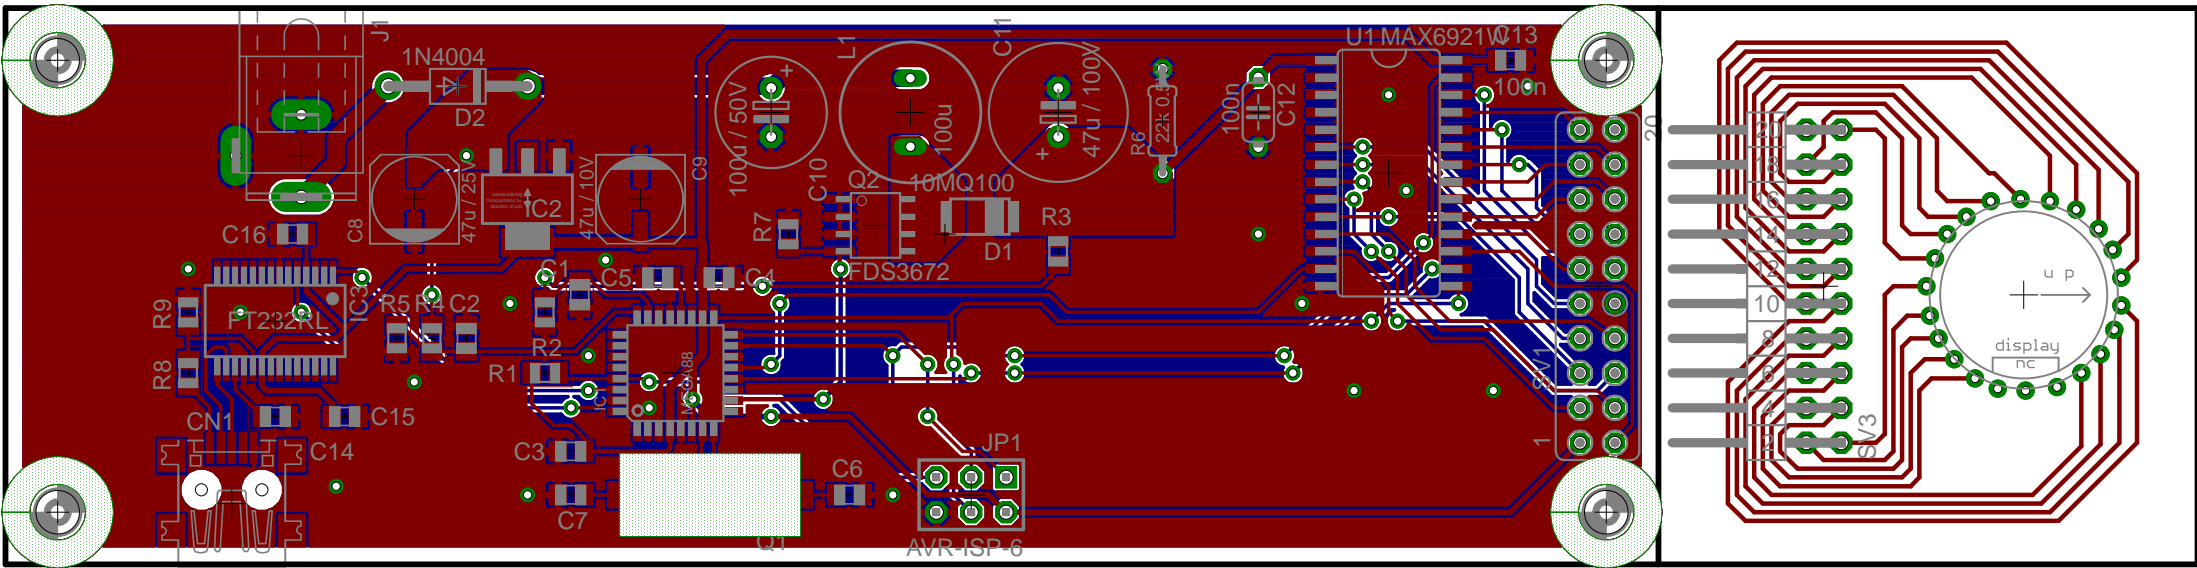 J1
1N4004
D2
100u / 50V
C10
L1
100u
C11
47u / 100V
R6
100n
C12
U1
MAX6921W
C13
100n
20
C16
C8
47u / 25V
IC2
47u / 10V
C9
R7
Q2
10MQ100
FDS3672
D1
R3
R9
FT232RL
IC3
R5
R4
C2
C1
C5
C4
R2
R8
R1
IC1
MEGA88
SV1
1
CN1
C15
C14
C3
C7
Q1
C6
JP1
AVR-ISP-6
20
18
16
14
12
10
8
6
4
2
SV3
up
display
nc